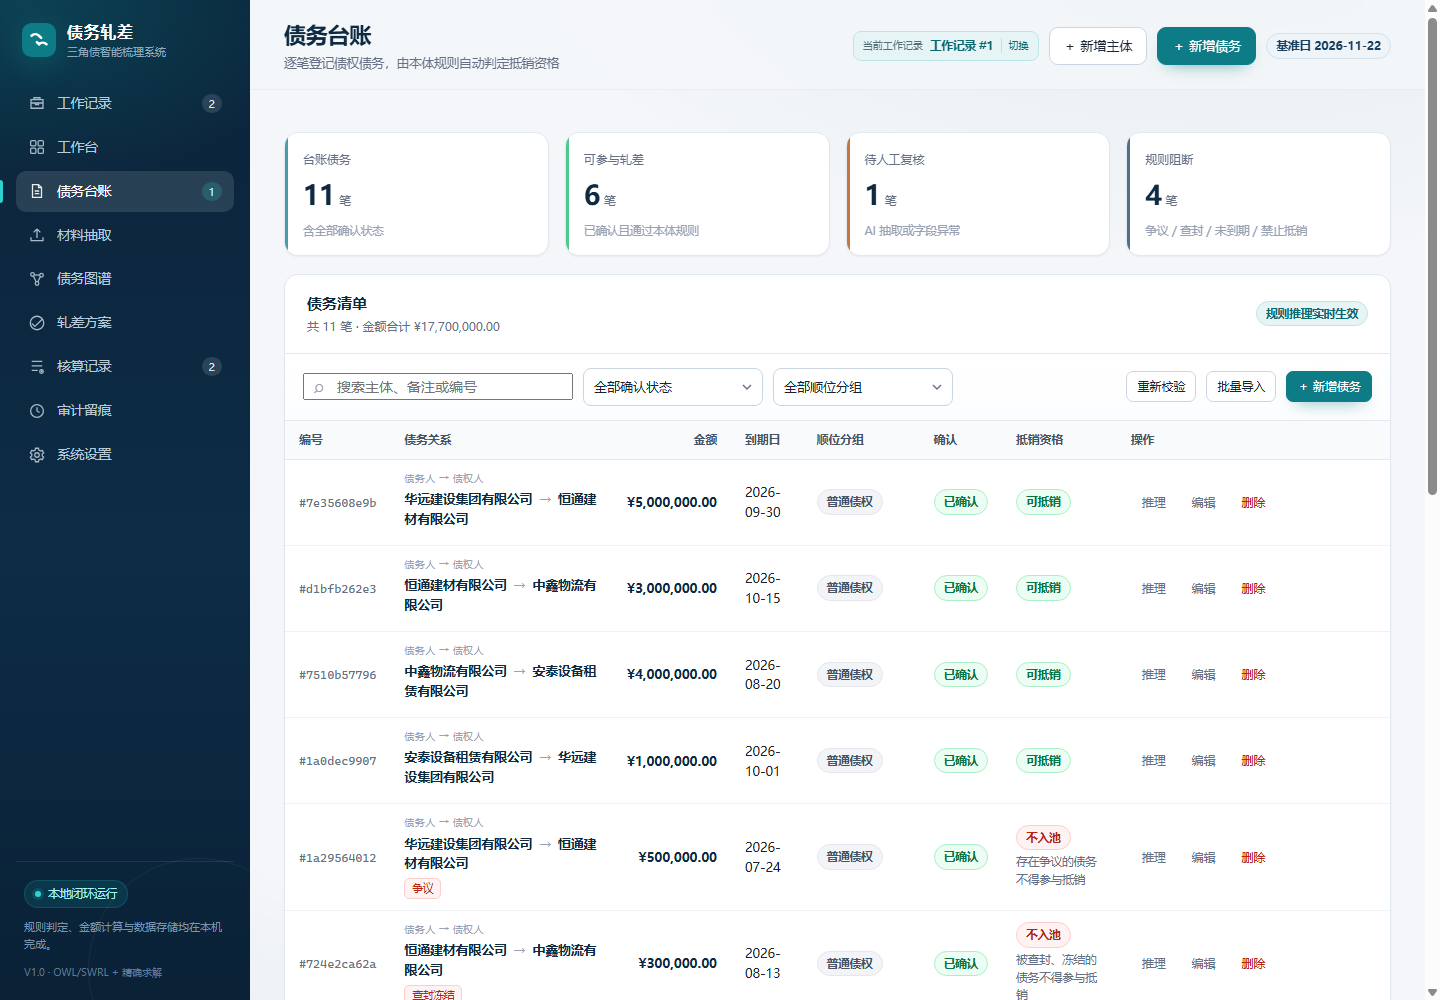 债务轧差
三角债智能梳理系统
工作记录 2
工作台
债务台账 1
材料抽取
债务图谱
轧差方案
核算记录 2
审计留痕
系统设置
本地闭环运行
规则判定、金额计算与数据存储均在本机
完成。
V1.0 · OWL/SWRL + 精确求解
债务台账
逐笔登记债权债务，由本体规则自动判定抵销资格
当前工作记录 工作记录 #1 切换
+ 新增主体
+ 新增债务
基准日 2026-11-22
台账债务
11 笔
含全部确认状态
可参与轧差
6 笔
已确认且通过本体规则
待人工复核
1 笔
AI 抽取或字段异常
规则阻断
4 笔
争议 / 查封 / 未到期 / 禁止抵销
债务清单
共 11 笔 · 金额合计 ¥17,700,000.00
规则推理实时生效
搜索主体、备注或编号
全部确认状态
全部顺位分组
重新校验
批量导入
+ 新增债务
编号 债务关系 金额 到期日 顺位分组 确认 抵销资格 操作
债务人 → 债权人
#7e35608e9b 华远建设集团有限公司 → 恒通建
材有限公司
¥5,000,000.00
2026-
09-30
普通债权 已确认 可抵销 推理 编辑 删除
债务人 → 债权人
#d1bfb262e3 恒通建材有限公司 → 中鑫物流有
限公司
¥3,000,000.00
2026-
10-15
普通债权 已确认 可抵销 推理 编辑 删除
债务人 → 债权人
#7510b57796 中鑫物流有限公司 → 安泰设备租
赁有限公司
¥4,000,000.00
2026-
08-20
普通债权 已确认 可抵销 推理 编辑 删除
债务人 → 债权人
#1a0dec9907 安泰设备租赁有限公司 → 华远建
设集团有限公司
¥1,000,000.00
2026-
10-01
普通债权 已确认 可抵销 推理 编辑 删除
债务人 → 债权人
#1a29564012 华远建设集团有限公司 → 恒通建
材有限公司
争议
¥500,000.00
2026-
07-24
普通债权 已确认 不入池
存在争议的债务
不得参与抵销
推理 编辑 删除
债务人 → 债权人
#724e2ca62a 恒通建材有限公司 → 中鑫物流有
限公司
查封冻结
¥300,000.00
2026-
08-13
普通债权 已确认 不入池
被查封、冻结的
债务不得参与抵
销
推理 编辑 删除